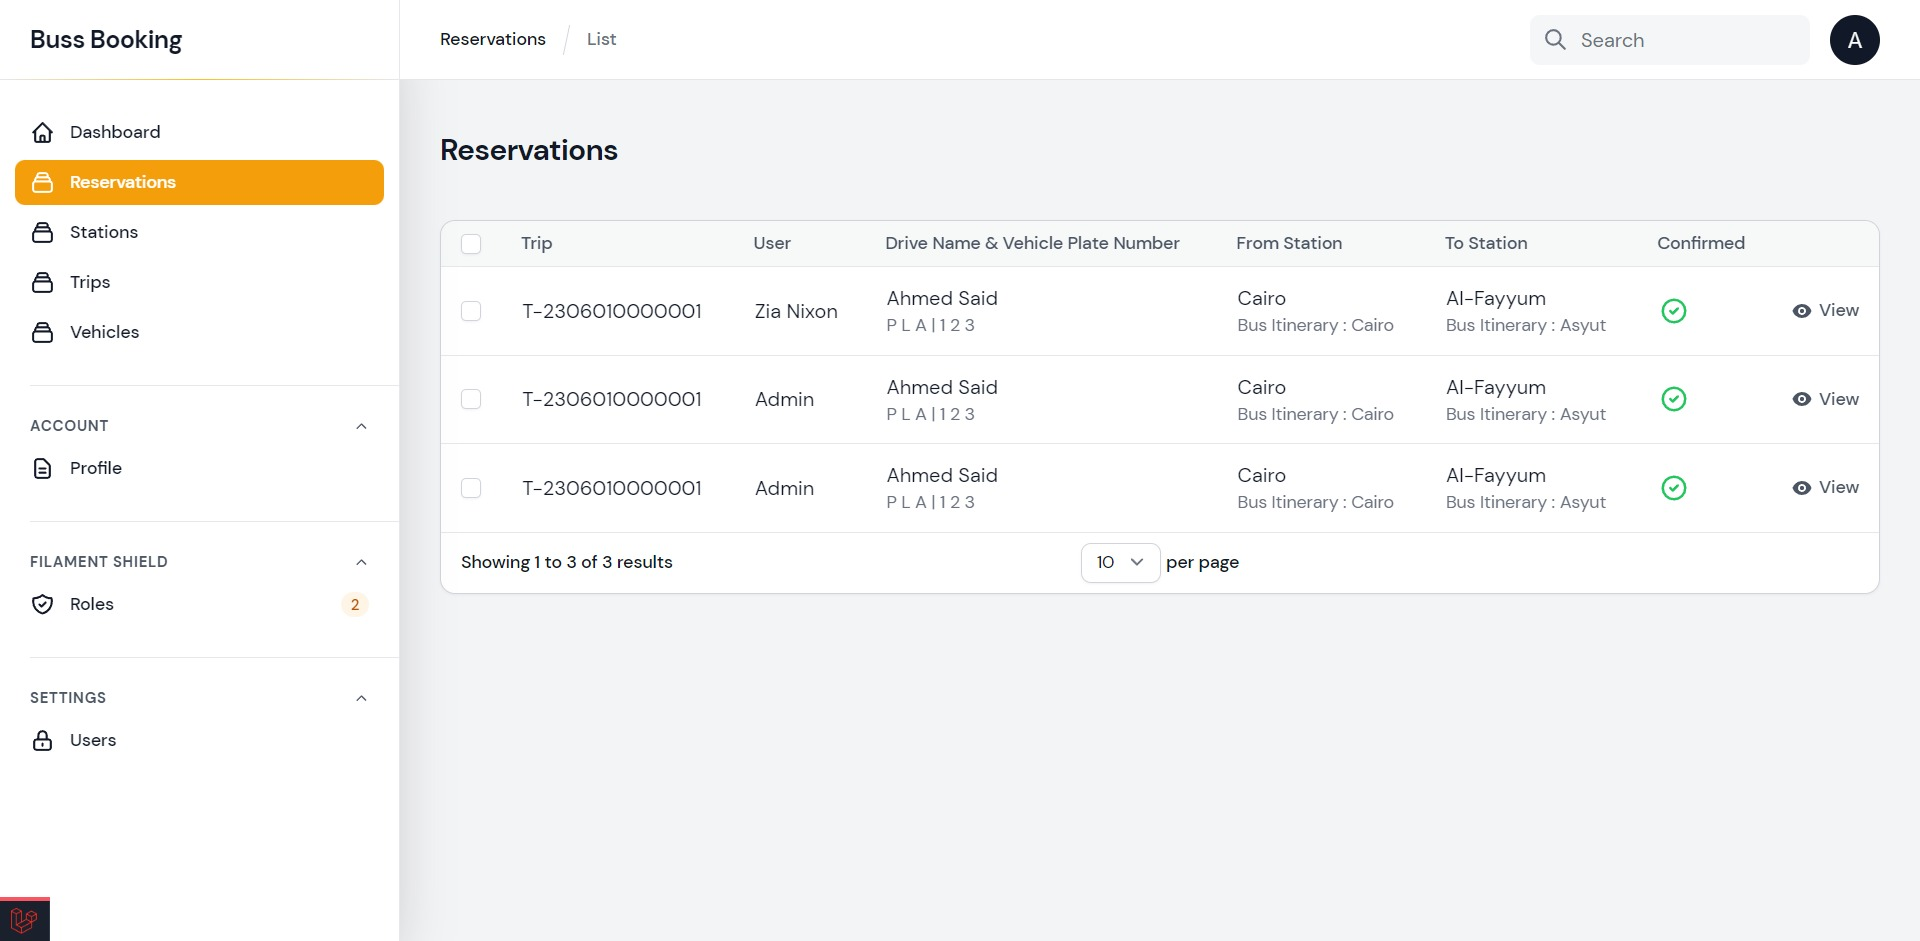 Buss Booking
Reservations / List
Search
A
Dashboard
Reservations
Stations
Trips
Vehicles
ACCOUNT
Profile
FILAMENT SHIELD
Roles 2
SETTINGS
Users
Reservations
Trip User Drive Name & Vehicle Plate Number From Station To Station Confirmed
T-2306010000001 Zia Nixon Ahmed Said Cairo Al-Fayyum View
P L A | 1 2 3 Bus Itinerary : Cairo Bus Itinerary : Asyut
T-2306010000001 Admin Ahmed Said Cairo Al-Fayyum View
P L A | 1 2 3 Bus Itinerary : Cairo Bus Itinerary : Asyut
T-2306010000001 Admin Ahmed Said Cairo Al-Fayyum View
P L A | 1 2 3 Bus Itinerary : Cairo Bus Itinerary : Asyut
Showing 1 to 3 of 3 results 10 per page